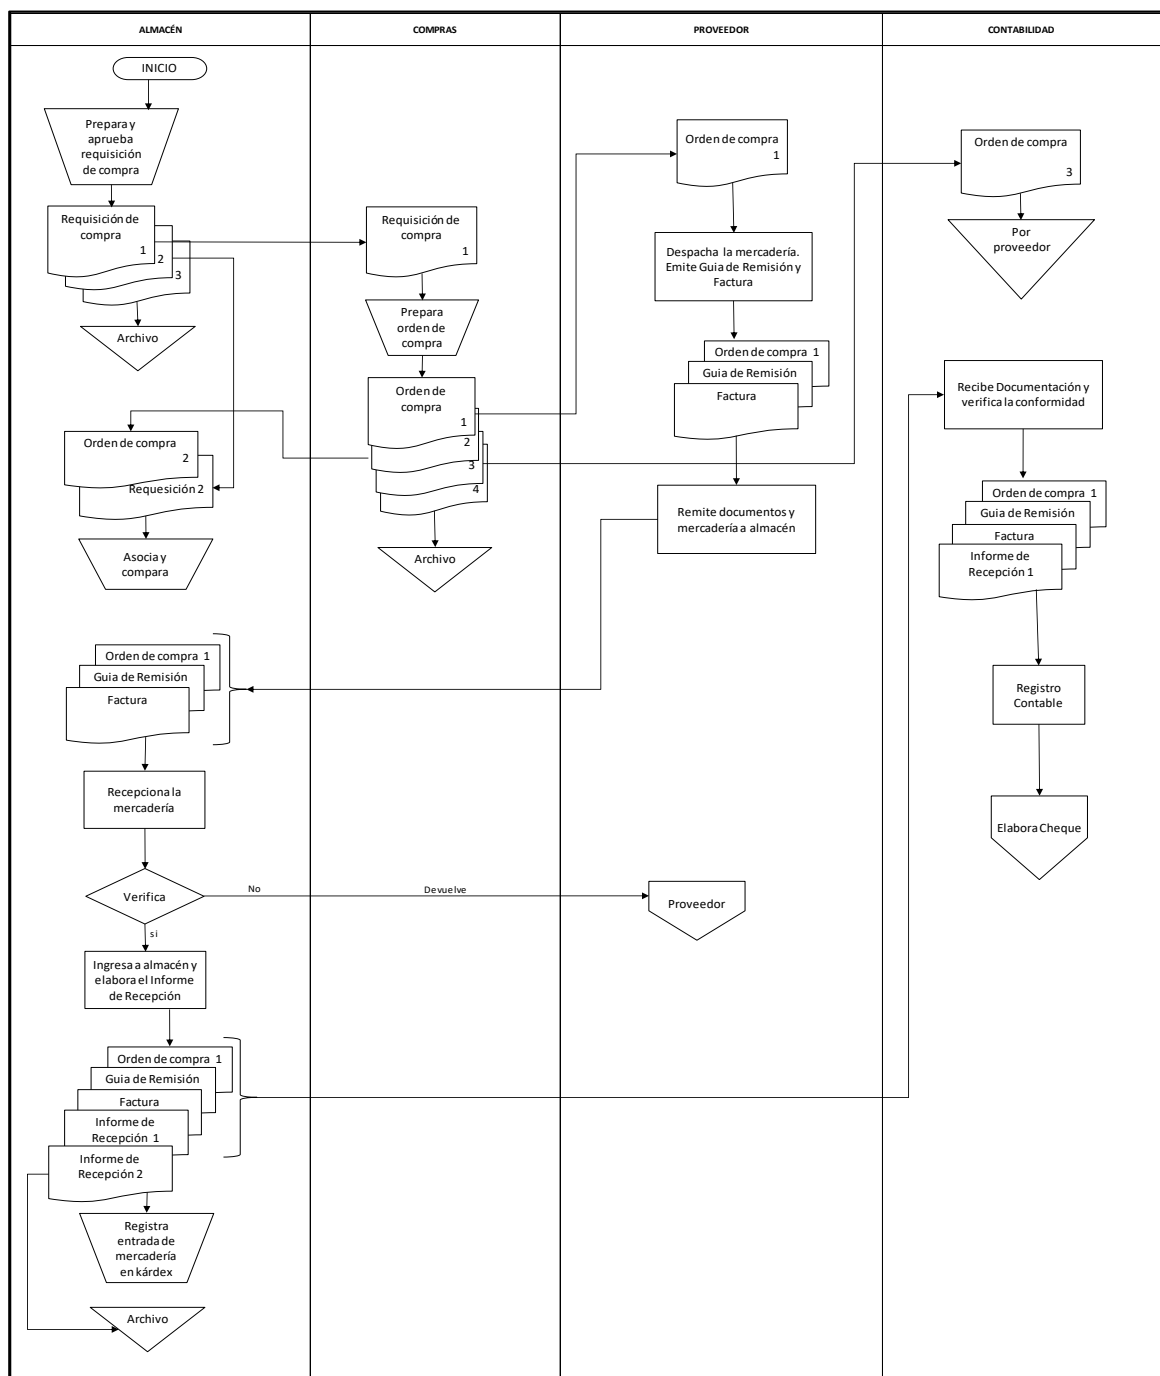 ALMACÉN
COMPRAS
PROVEEDOR
CONTABILIDAD
INICIO
Prepara y
aprueba
requisición
de compra
Requisición de
compra
1
2
3
Archivo
Orden de compra
2
Requesición 2
Asocia y
compara
Orden de compra 1
Guia de Remisión
Factura
Recepciona la
mercadería
Verifica
No
Devuelve
si
Ingresa a almacén y
elabora el Informe
de Recepción
Orden de compra 1
Guia de Remisión
Factura
Informe de
Recepción 1
Informe de
Recepción 2
Registra
entrada de
mercadería
en kárdex
Archivo
Requisición de
compra
1
Prepara
orden de
compra
Orden de
compra
1
2
3
4
Archivo
Orden de compra
1
Despacha la mercadería.
Emite Guia de Remisión y
Factura
Orden de compra 1
Guia de Remisión
Factura
Remite documentos y
mercadería a almacén
Proveedor
Orden de compra
3
Por
proveedor
Recibe Documentación y
verifica la conformidad
Orden de compra 1
Guia de Remisión
Factura
Informe de
Recepción 1
Registro
Contable
Elabora Cheque